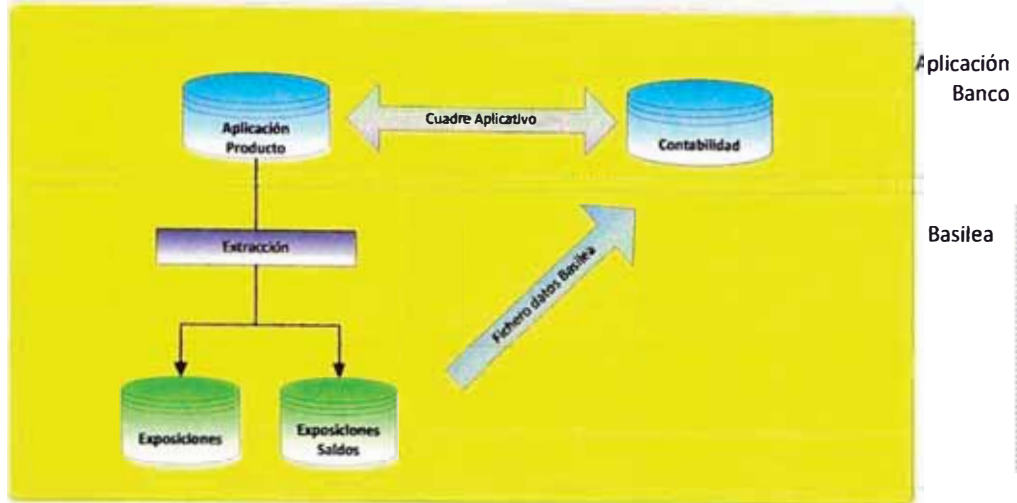 Aplicación
Banco
Aplicación
Producto
Cuadre Aplicativo
Contabilidad
Basilea
Extracción
Fichero datos Basilea
Exposiciones
Exposiciones
Saldos